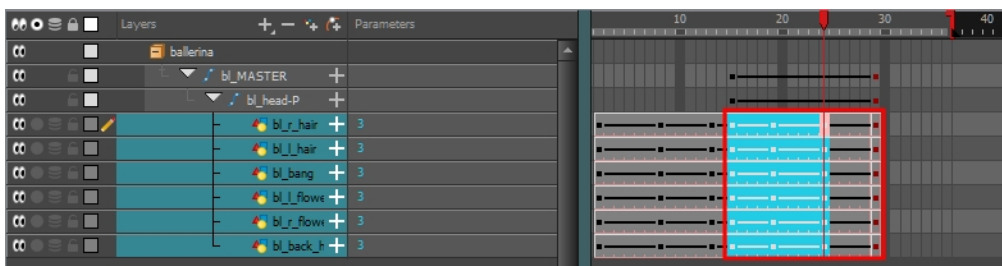 Layers Parameters 10 20 30 40
ballerina
bl_MASTER
bl_head-P
bl_r_hair 3
bl_l_hair 3
bl_bang 3
bl_l_flowe 3
bl_r_flowe 3
bl_back_h 3